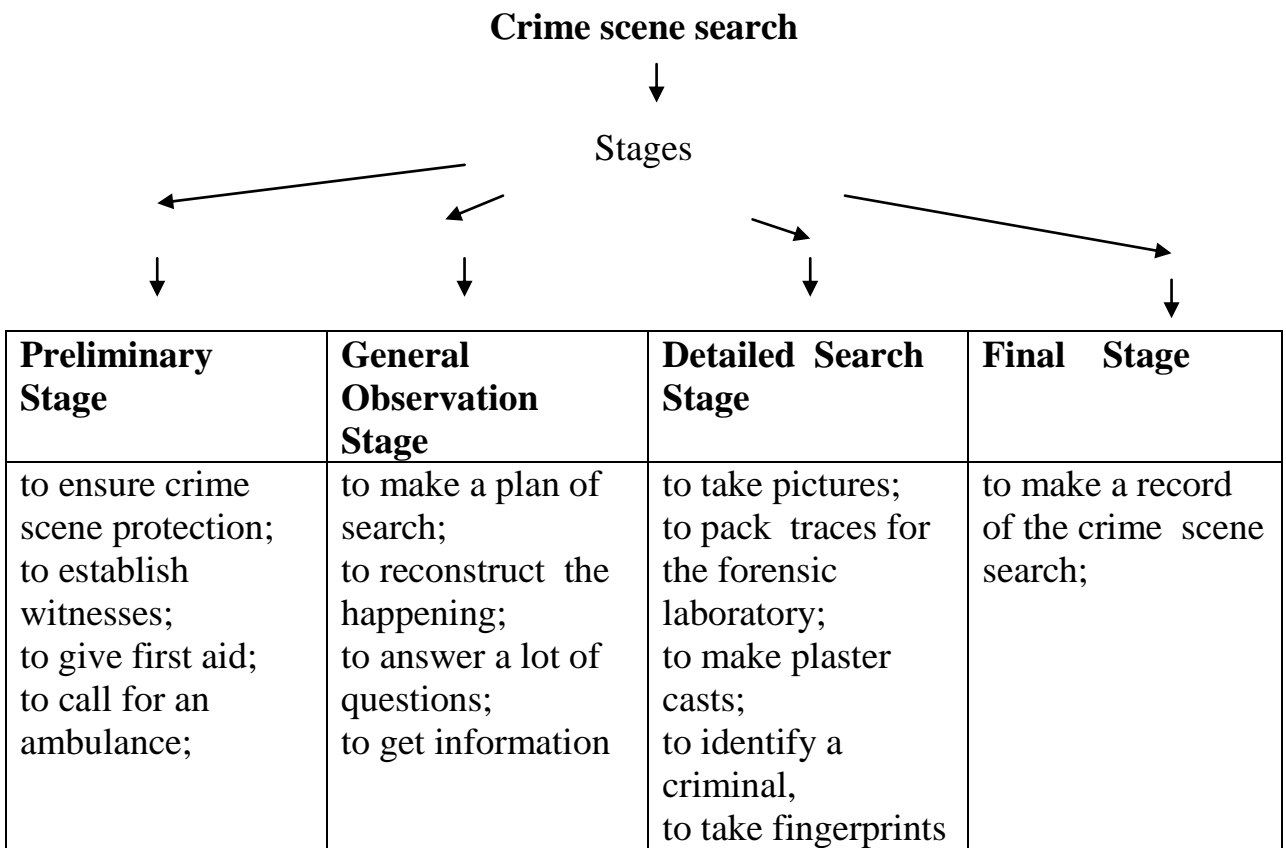 Crime scene search
Stages
Preliminary
Stage
General
Observation
Stage
Detailed Search
Stage
Final Stage
to ensure crime
scene protection;
to establish
witnesses;
to give first aid;
to call for an
ambulance;
to make a plan of
search;
to reconstruct the
happening;
to answer a lot of
questions;
to get information
to take pictures;
to pack traces for
the forensic
laboratory;
to make plaster
casts;
to identify a
criminal,
to take fingerprints
to make a record
of the crime scene
search;